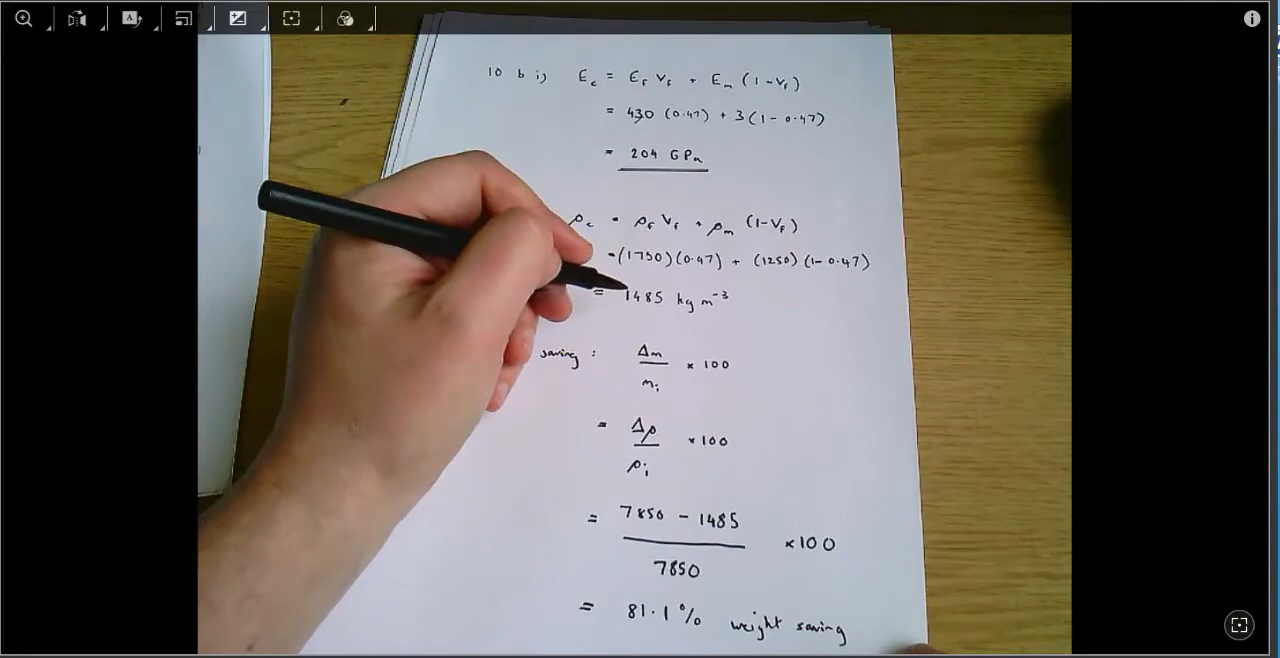 10 b i) E_c = E_f V_f + E_m (1-V_f)
= 430 (0.47) + 3(1-0.47)
= 204 GPa
ρ_c = ρ_f V_f + ρ_m (1-V_f)
= (1750)(0.47) + (1250)(1-0.47)
= 1485 kg m⁻³
saving : Δm / m_i × 100
= Δρ / ρ_i × 100
= 7850 - 1485 / 7850 × 100
= 81.1% weight saving